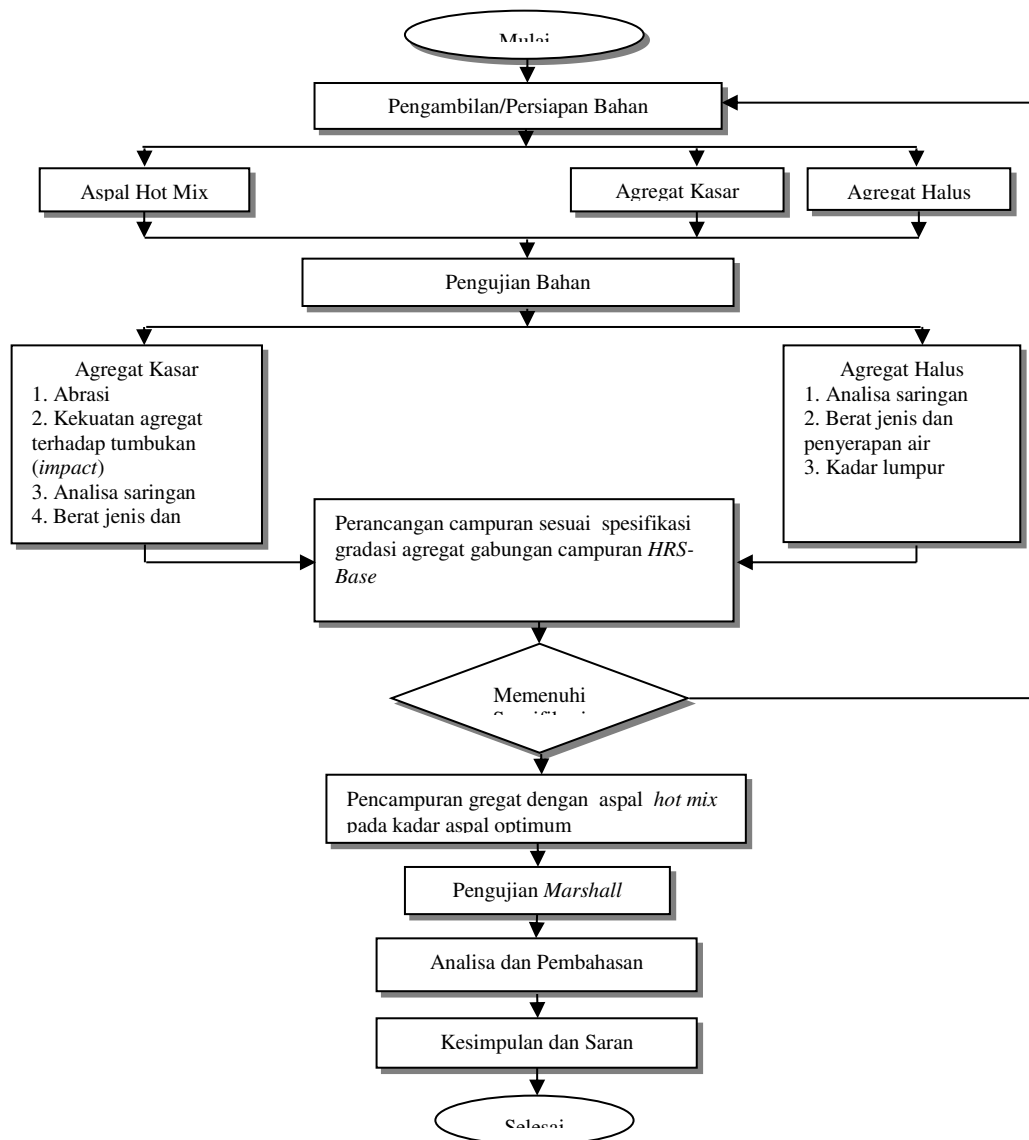 Mulai
Pengambilan/Persiapan Bahan
Aspal Hot Mix
Agregat Kasar
Agregat Halus
Pengujian Bahan
Agregat Kasar
1. Abrasi
2. Kekuatan agregat
terhadap tumbukan
(impact)
3. Analisa saringan
4. Berat jenis dan
Agregat Halus
1. Analisa saringan
2. Berat jenis dan
penyerapan air
3. Kadar lumpur
Perancangan campuran sesuai spesifikasi
gradasi agregat gabungan campuran HRS-
Base
Memenuhi
Pencampuran gregat dengan aspal hot mix
pada kadar aspal optimum
Pengujian Marshall
Analisa dan Pembahasan
Kesimpulan dan Saran
Selesai